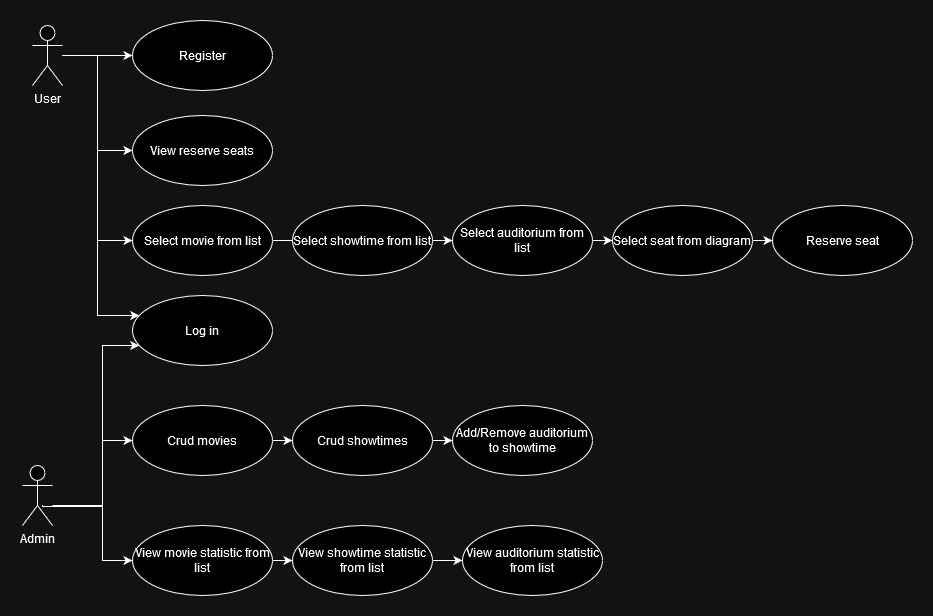 Register
User
View reserve seats
Select movie from list
Select showtime from list
Select auditorium from
list
Select seat from diagram
Reserve seat
Log in
Crud movies
Crud showtimes
Add/Remove auditorium
to showtime
Admin
View movie statistic from
list
View showtime statistic
from list
View auditorium statistic
from list